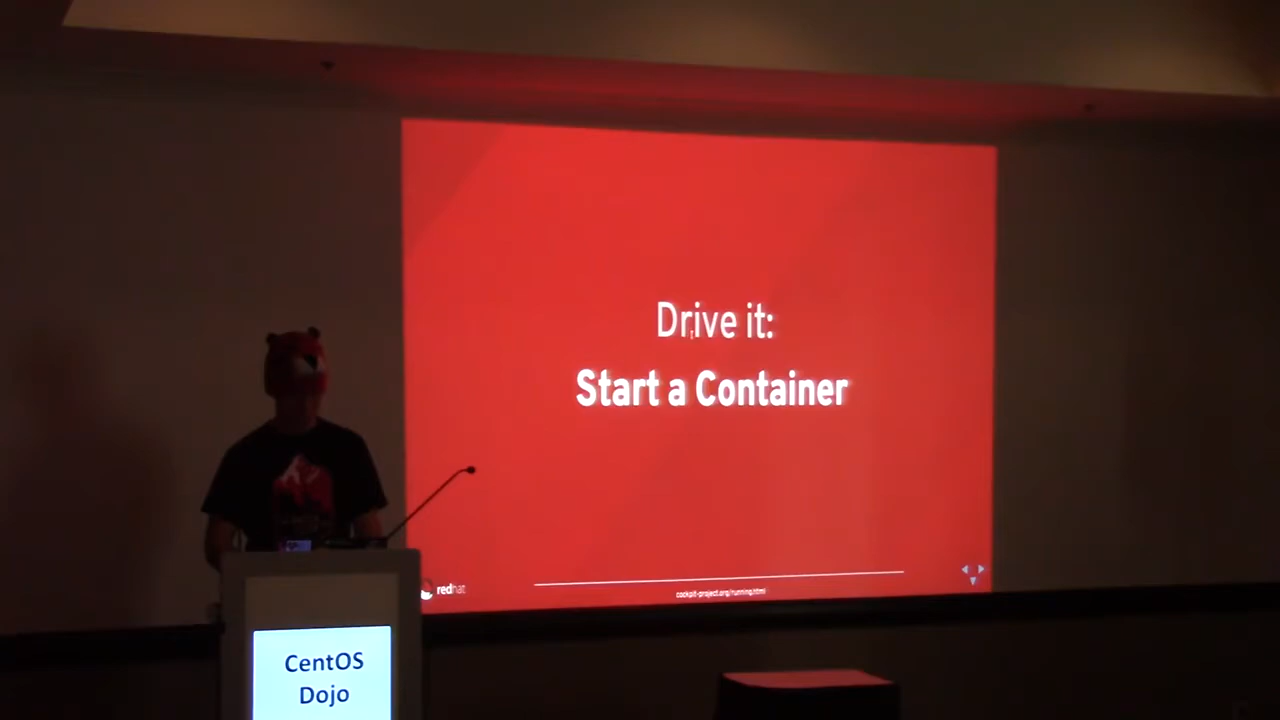 Drive it:
Start a Container
redhat
cockpit-project.org/running.html
CentOS
Dojo